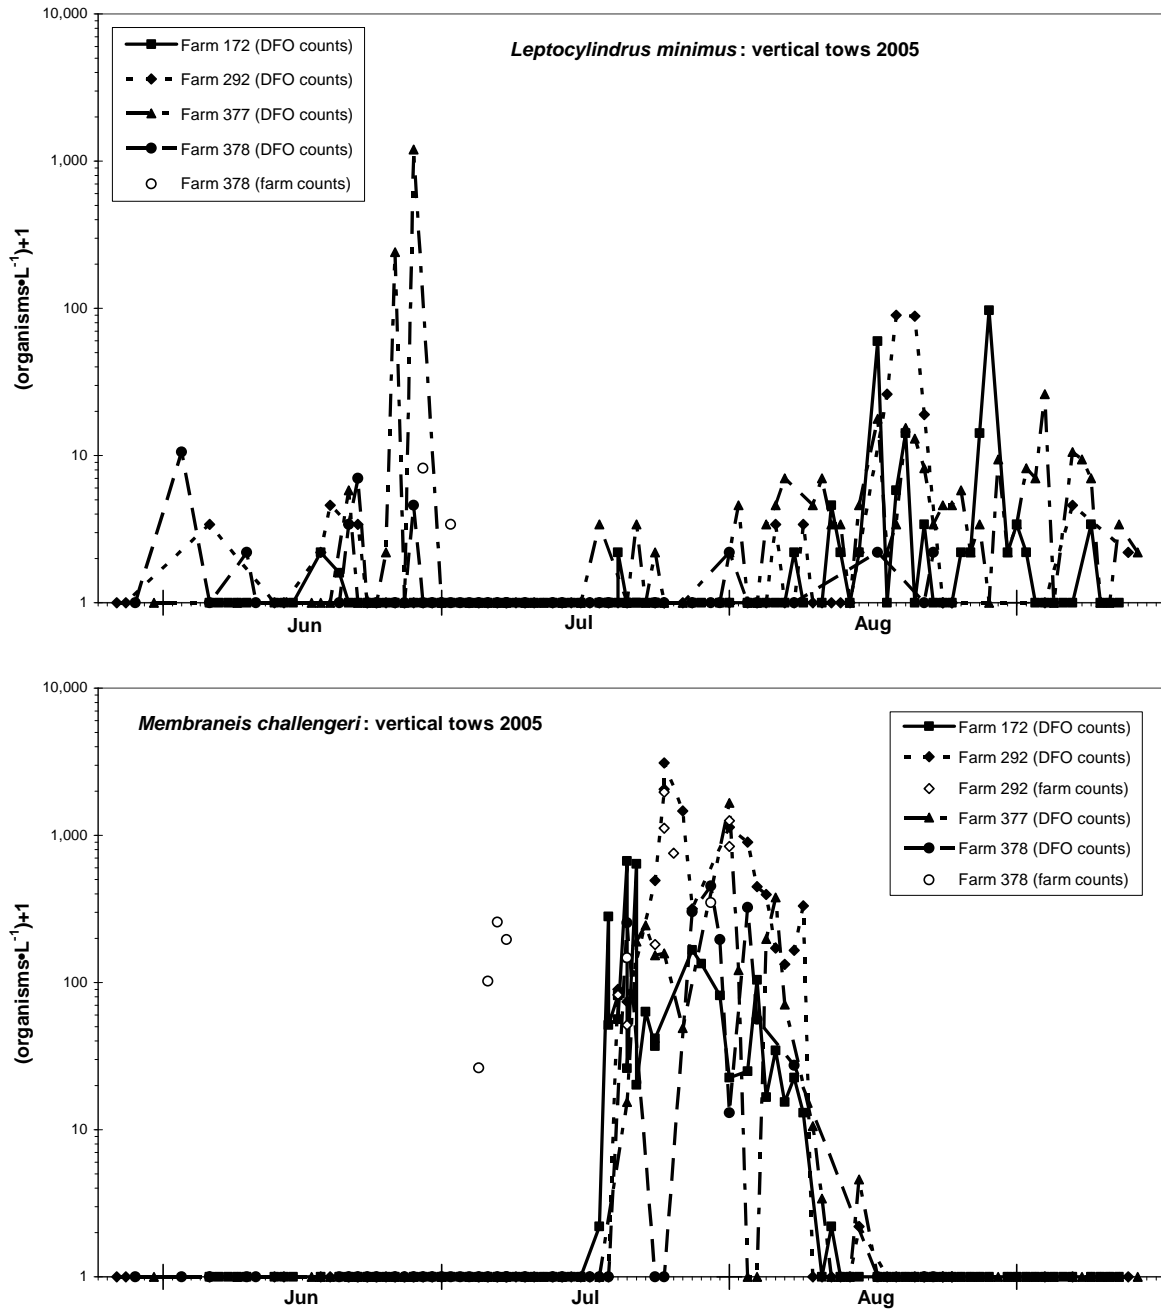 10,000
Farm 172 (DFO counts)
Leptocylindrus minimus: vertical tows 2005
Farm 292 (DFO counts)
Farm 377 (DFO counts)
Farm 378 (DFO counts)
Farm 378 (farm counts)
1,000
100
10
1
(organisms•L⁻¹)+1
Jun
Jul
Aug
10,000
Membraneis challengeri: vertical tows 2005
Farm 172 (DFO counts)
Farm 292 (DFO counts)
Farm 292 (farm counts)
Farm 377 (DFO counts)
Farm 378 (DFO counts)
Farm 378 (farm counts)
1,000
100
10
1
(organisms•L⁻¹)+1
Jun
Jul
Aug